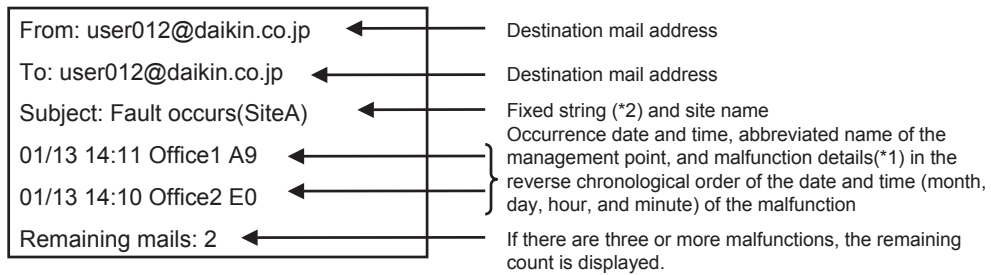 From: user012@daikin.co.jp
Destination mail address
To: user012@daikin.co.jp
Destination mail address
Subject: Fault occurs(SiteA)
Fixed string (*2) and site name
01/13 14:11 Office1 A9
01/13 14:10 Office2 E0
Occurrence date and time, abbreviated name of the
management point, and malfunction details(*1) in the
reverse chronological order of the date and time (month,
day, hour, and minute) of the malfunction
Remaining mails: 2
If there are three or more malfunctions, the remaining
count is displayed.